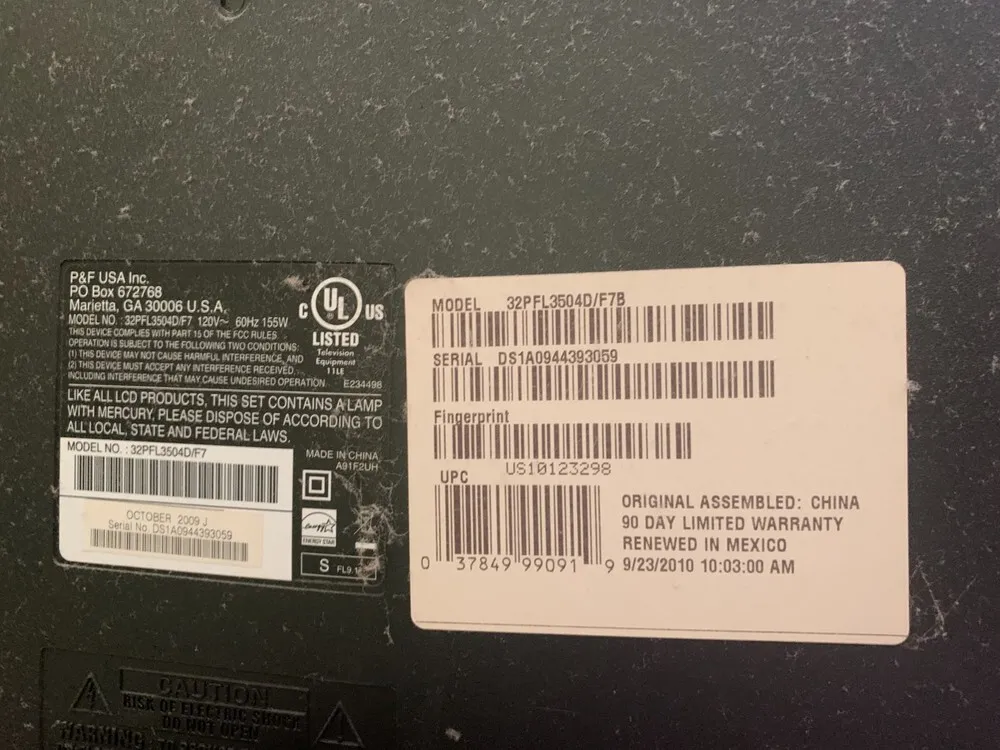 P&F USA Inc.
PO Box 672768
Marietta, GA 30006 U.S.A.
MODEL NO. : 32PFL3504D/F7 120V~ 60Hz 155W
THIS DEVICE COMPLIES WITH PART 15 OF THE FCC RULES.
OPERATION IS SUBJECT TO THE FOLLOWING TWO CONDITIONS:
(1) THIS DEVICE MAY NOT CAUSE HARMFUL INTERFERENCE, AND
(2) THIS DEVICE MUST ACCEPT ANY INTERFERENCE RECEIVED,
INCLUDING INTERFERENCE THAT MAY CAUSE UNDESIRED OPERATION
C UL US
LISTED
Television
Equipment
11LE
E234498
LIKE ALL LCD PRODUCTS, THIS SET CONTAINS A LAMP
WITH MERCURY, PLEASE DISPOSE OF ACCORDING TO
ALL LOCAL, STATE AND FEDERAL LAWS.
MODEL NO. : 32PFL3504D/F7
MADE IN CHINA
A91F2UH
OCTOBER 2009 J
Serial No. DS1A0944393059
ENERGY STAR
S
MODEL 32PFL3504D/F7B
SERIAL DS1A0944393059
Fingerprint
US10123298
UPC
0 37849 99091 9
ORIGINAL ASSEMBLED: CHINA
90 DAY LIMITED WARRANTY
RENEWED IN MEXICO
9/23/2010 10:03:00 AM
CAUTION
RISK OF ELECTRIC SHOCK
DO NOT OPEN
WARNING: